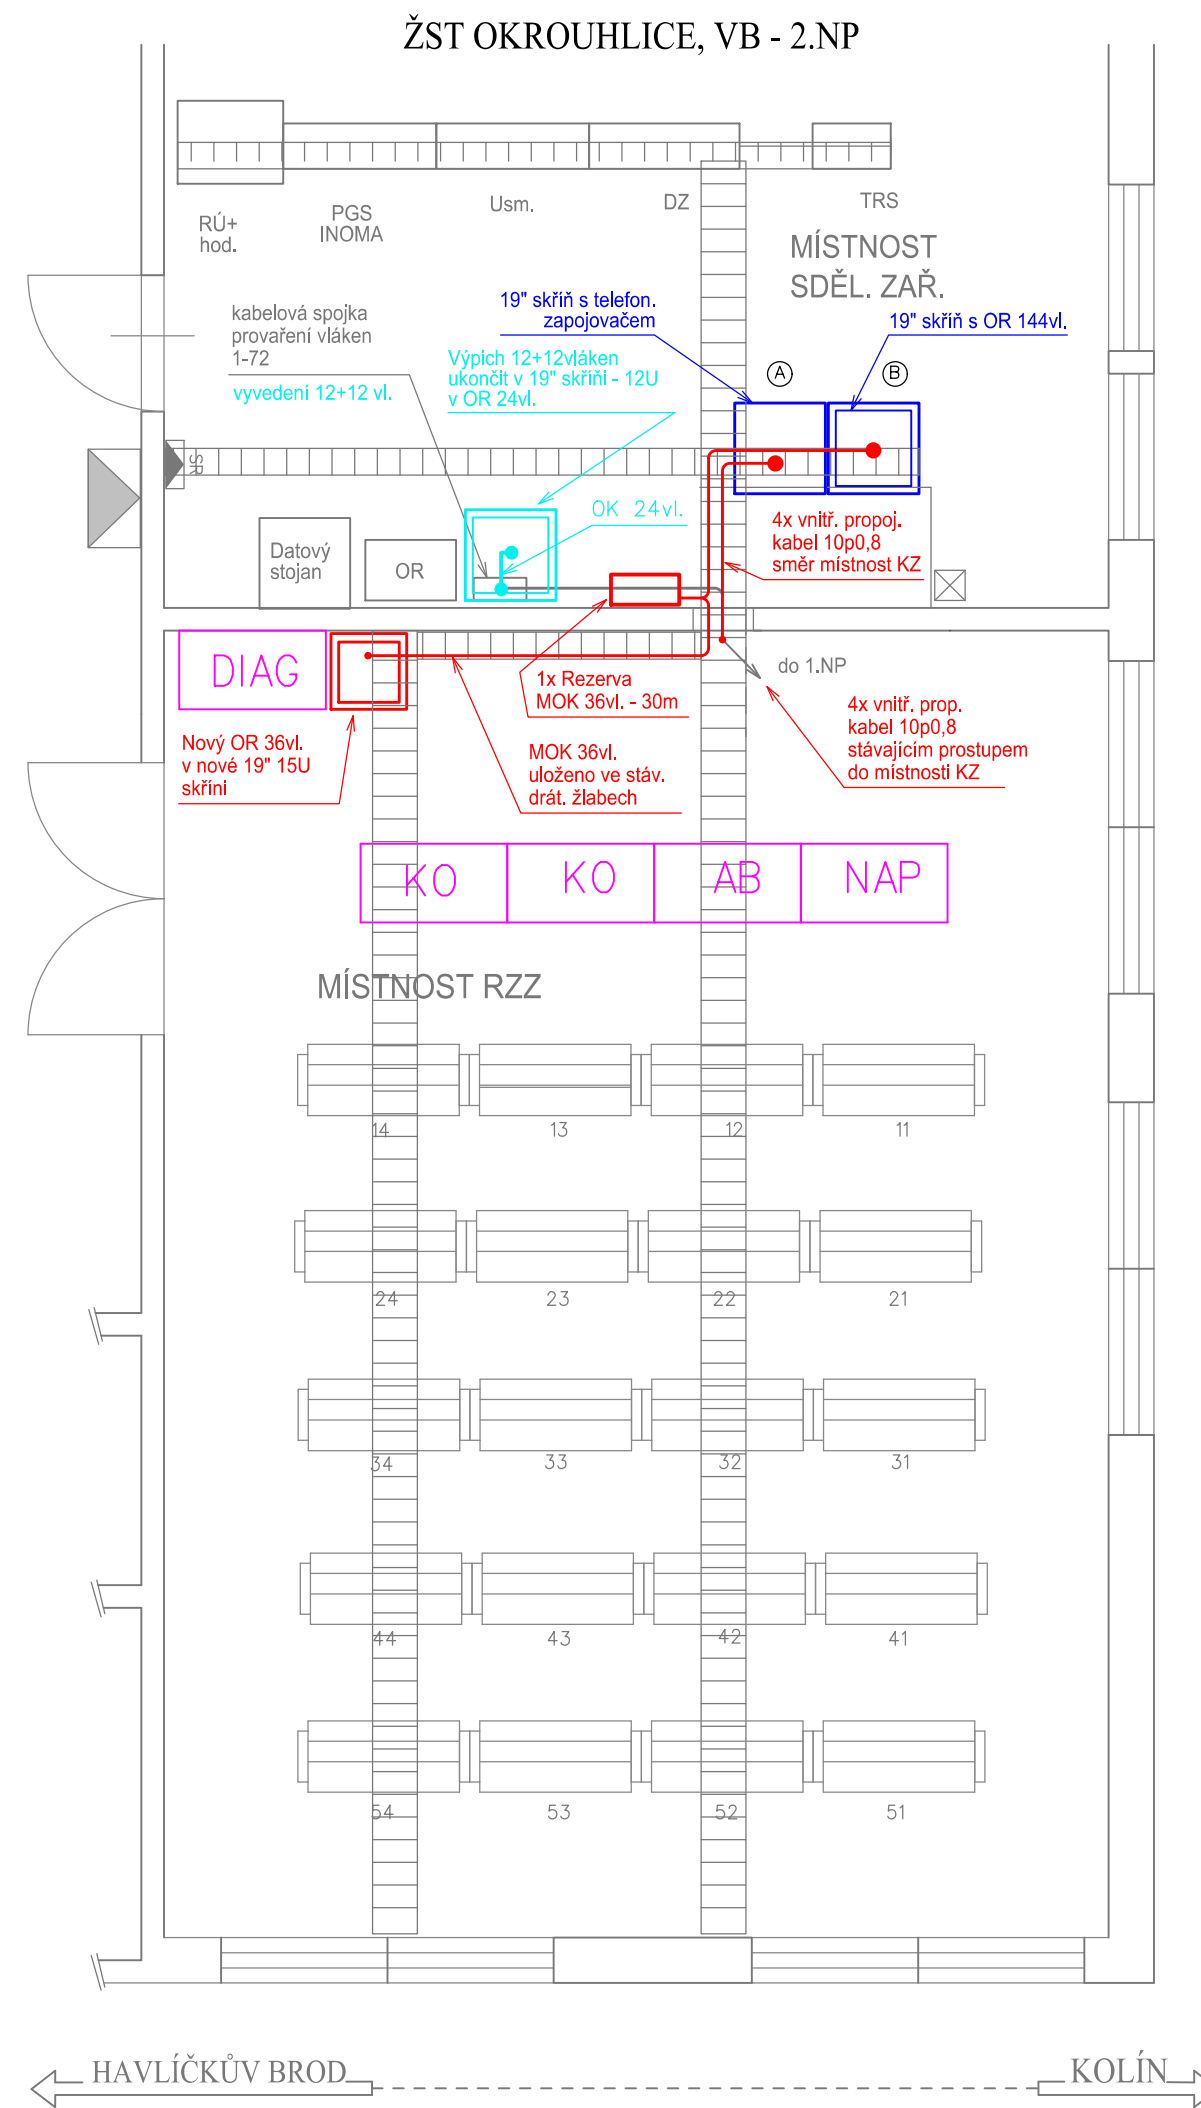 ŽST OKROUHLICE, VB - 2.NP
RÚ+
hod.
PGS
INOMA
Usm.
DZ
TRS
MÍSTNOST
SDĚL. ZAŘ.
kabelová spojka
provaření vláken
1-72
vyvedení 12+12 vl.
19" skříň s telefon.
zapojovačem
19" skříň s OR 144vl.
Výpich 12+12vláken
ukončit v 19" skříňi - 12U
v OR 24vl.
A
B
SR
OK 24vl.
4x vnitř. propoj.
kabel 10p0,8
směr místnost KZ
Datový
stojan
OR
DIAG
1x Rezerva
MOK 36vl. - 30m
do 1.NP
Nový OR 36vl.
v nové 19" 15U
skříni
MOK 36vl.
uloženo ve stáv.
drát. žlabech
4x vnitř. prop.
kabel 10p0,8
stávajícím prostupem
do místnosti KZ
KO
KO
AB
NAP
MÍSTNOST RZZ
14
13
12
11
24
23
22
21
34
33
32
31
44
43
42
41
54
53
52
51
HAVLÍČKŮV BROD
KOLÍN